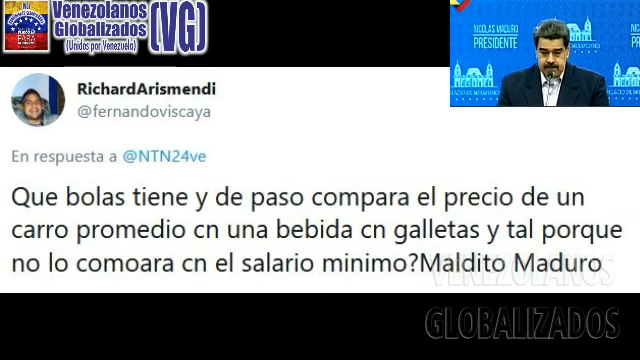 Venezolanos
Globalizados
(Unidos por Venezuela)
(VG)
NICOLÁS MADURO
PRESIDENTE
RichardArismendi
@fernandoviscaya
En respuesta a @NTN24ve
Que bolas tiene y de paso compara el precio de un
carro promedio cn una bebida cn galletas y tal porque
no lo comoara cn el salario minimo?Maldito Maduro
VENEZOLANOS
GLOBALIZADOS